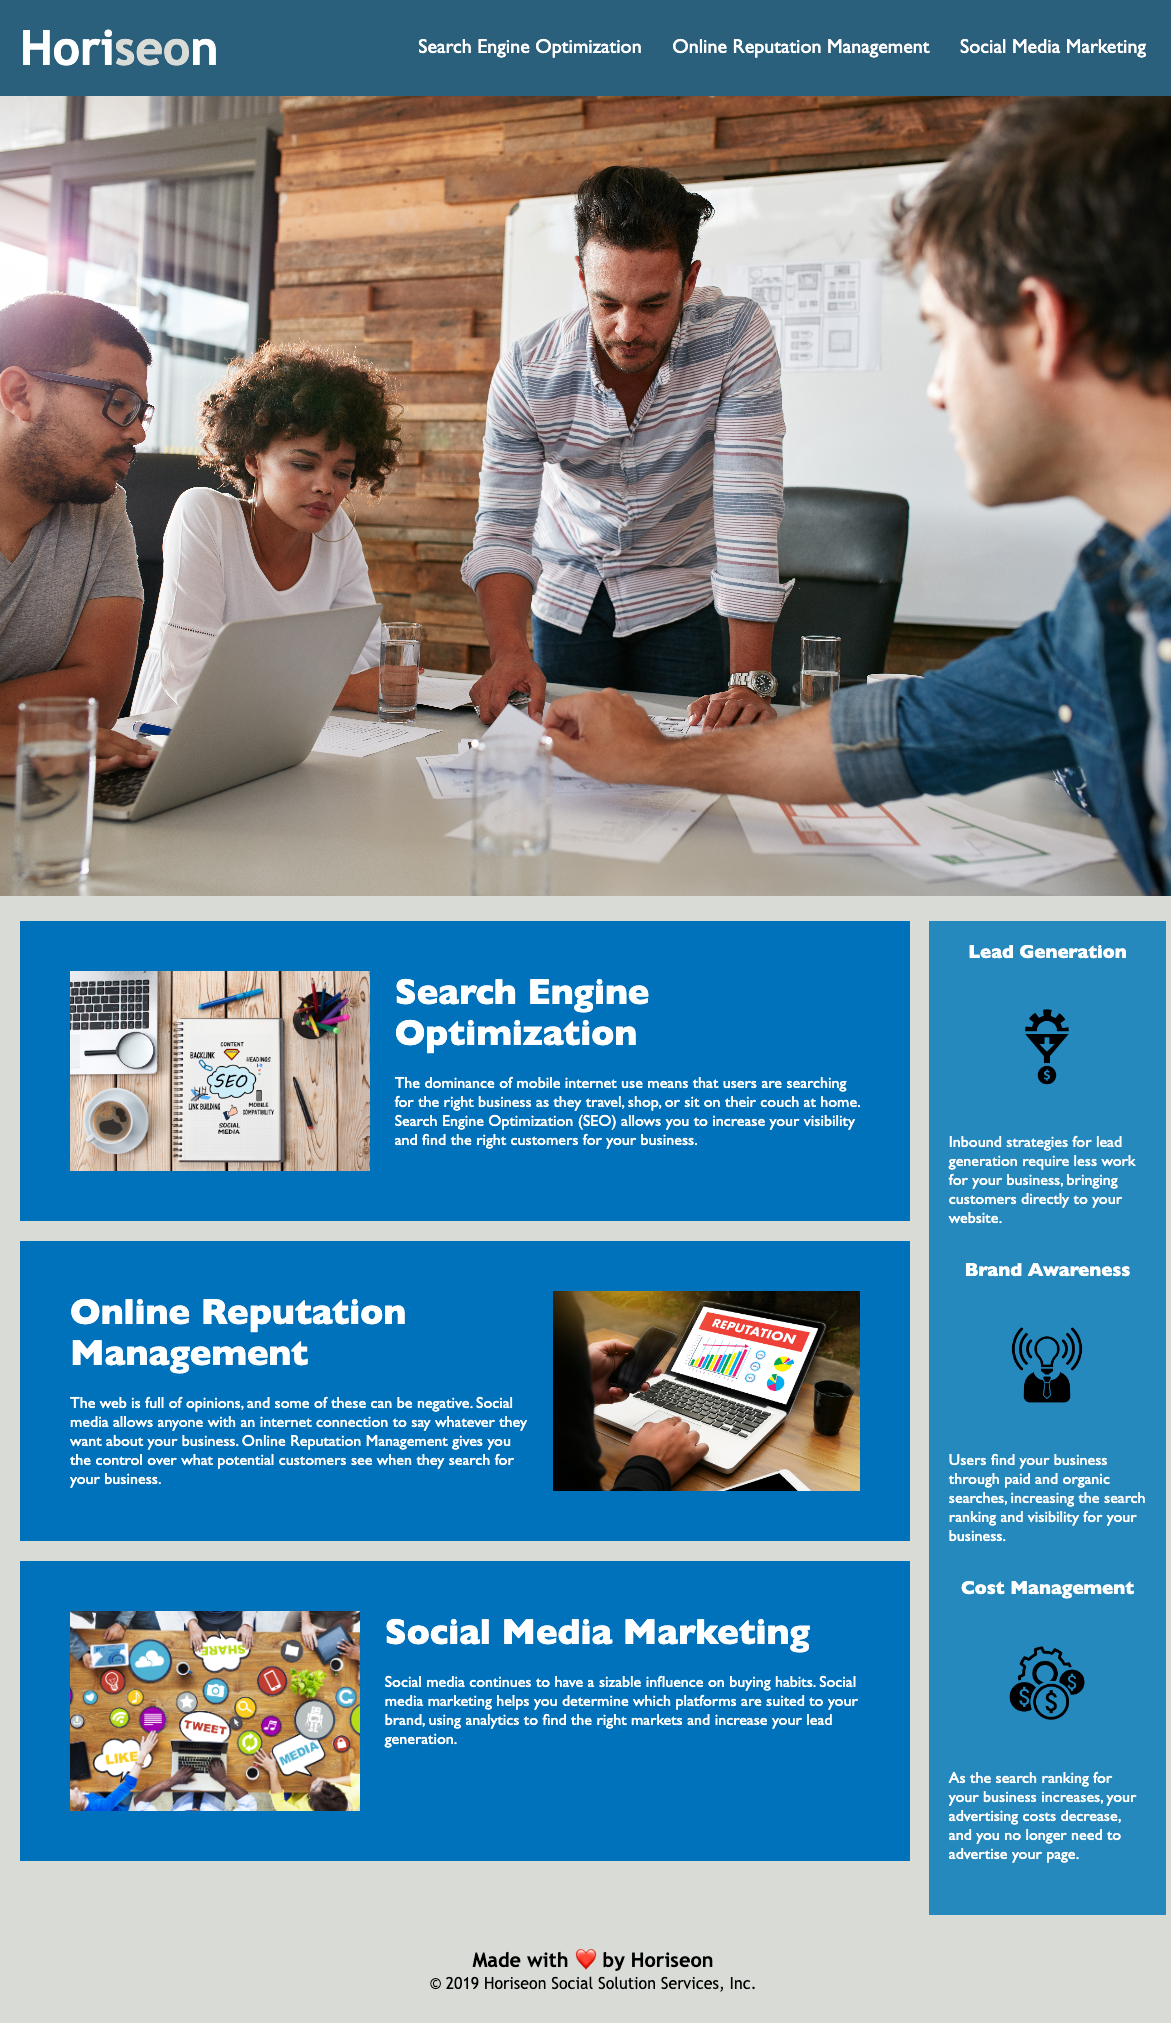 Horiseon
Search Engine Optimization
Online Reputation Management
Social Media Marketing
CONTENT
BACKLINK
HEADINGS
SEO
LINK BUILDING
MOBILE
COMPATIBILITY
SOCIAL
MEDIA
Search Engine
Optimization
The dominance of mobile internet use means that users are searching
for the right business as they travel, shop, or sit on their couch at home.
Search Engine Optimization (SEO) allows you to increase your visibility
and find the right customers for your business.
Online Reputation
Management
The web is full of opinions, and some of these can be negative. Social
media allows anyone with an internet connection to say whatever they
want about your business. Online Reputation Management gives you
the control over what potential customers see when they search for
your business.
REPUTATION
SHARE
TWEET
LIKE
MEDIA
Social Media Marketing
Social media continues to have a sizable influence on buying habits. Social
media marketing helps you determine which platforms are suited to your
brand, using analytics to find the right markets and increase your lead
generation.
Lead Generation
$
Inbound strategies for lead
generation require less work
for your business, bringing
customers directly to your
website.
Brand Awareness
Users find your business
through paid and organic
searches, increasing the search
ranking and visibility for your
business.
Cost Management
$ $ $
As the search ranking for
your business increases, your
advertising costs decrease,
and you no longer need to
advertise your page.
Made with ❤️ by Horiseon
© 2019 Horiseon Social Solution Services, Inc.